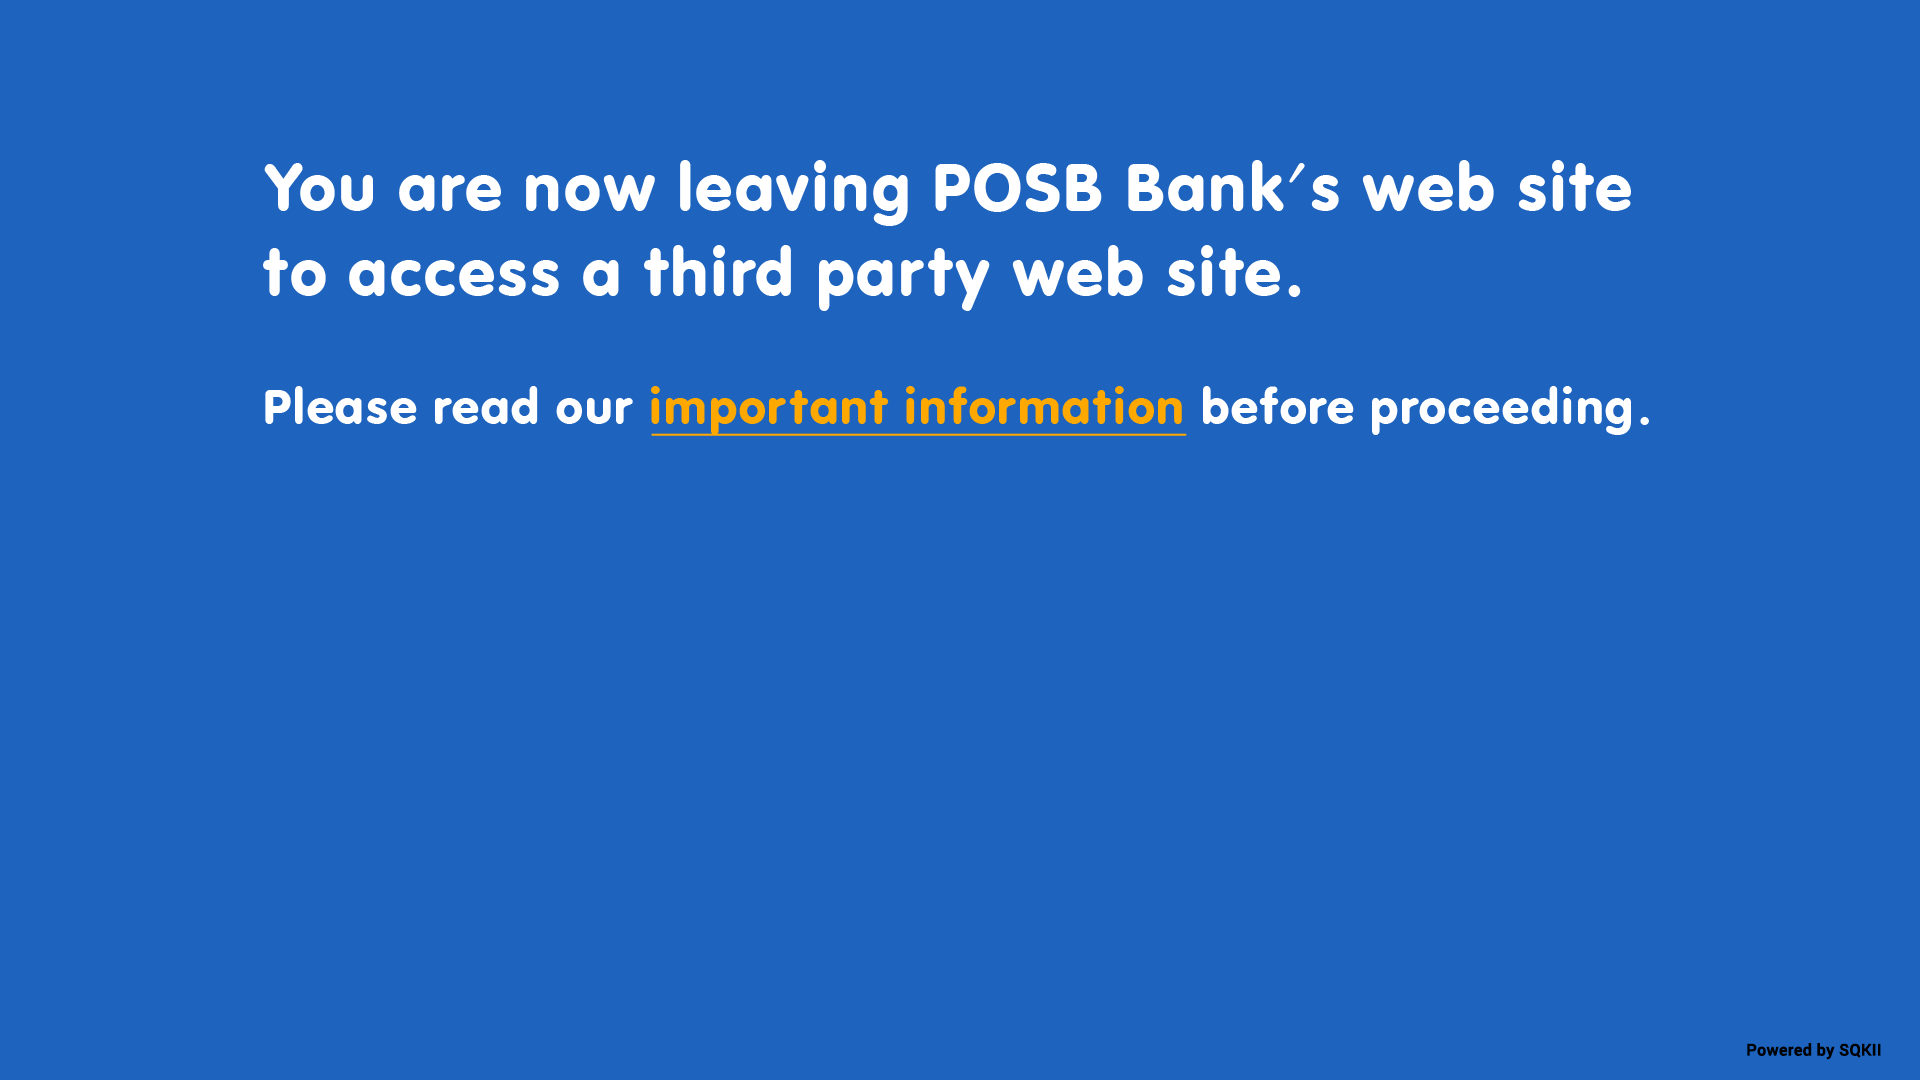 You are now leaving POSB Bank's web site
to access a third party web site.
Please read our important information before proceeding.
Powered by SQKII